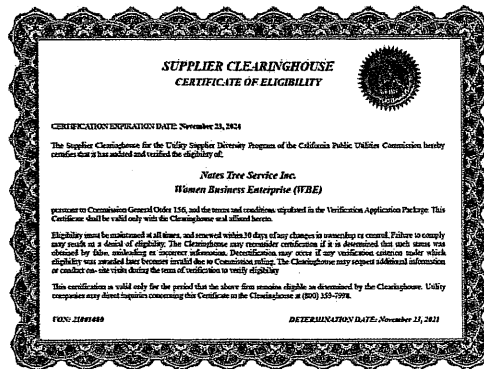 SUPPLIER CLEARINGHOUSE
CERTIFICATE OF ELIGIBILITY
CERTIFICATION EXPIRATION DATE: November 23, 2024
The Supplier Clearinghouse for the Utility Supplier Diversity Program of the California Public Utilities Commission hereby
certifies that it has audited and verified the eligibility of:
Nates Tree Service Inc.
Women Business Enterprise (WBE)
pursuant to Commission General Order 156, and the terms and conditions stipulated in the Verification Application Package. This
Certificate shall be valid only with the Clearinghouse seal affixed hereto.
Eligibility must be maintained at all times, and renewed within 30 days of any changes in ownership or control. Failure to comply
may result in a denial of eligibility. The Clearinghouse may reconsider certification if it is determined that such status was
obtained by false, misleading or incorrect information. Decertification may occur if any verification criterion under which
eligibility was awarded later becomes invalid due to Commission ruling. The Clearinghouse may request additional information
or conduct on-site visits during the term of verification to verify eligibility.
This certification is valid only for the period that the above firm remains eligible as determined by the Clearinghouse. Utility
companies may direct inquiries concerning this Certificate to the Clearinghouse at (800) 359-7998.
VON:
DETERMINATION DATE: November 23, 2021